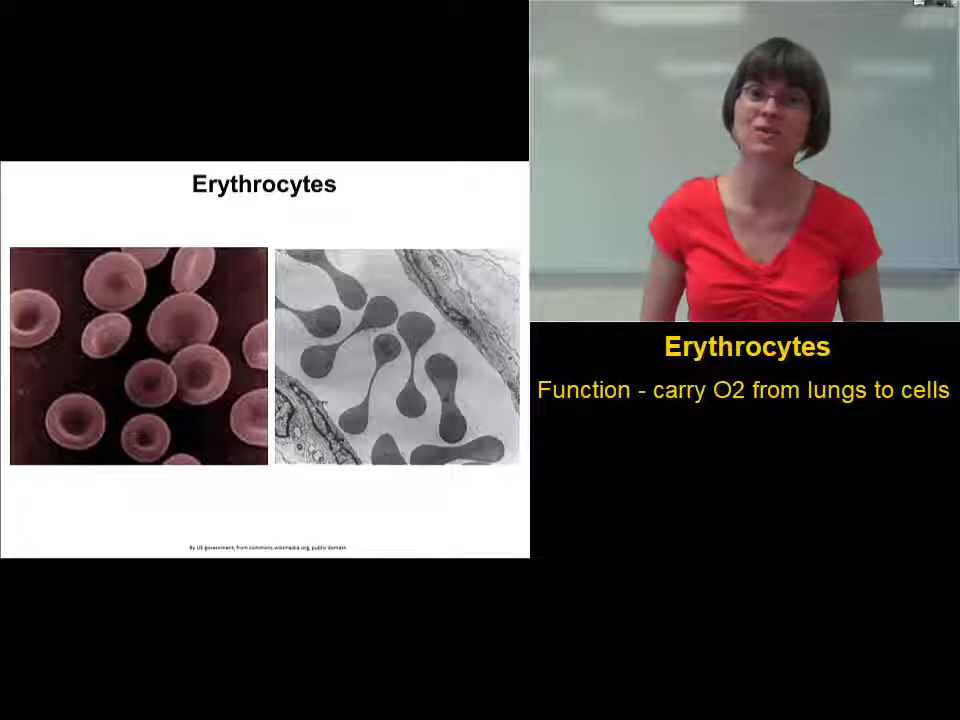 Erythrocytes
By US government, from commons.wikimedia.org, public domain
Erythrocytes
Function - carry O2 from lungs to cells